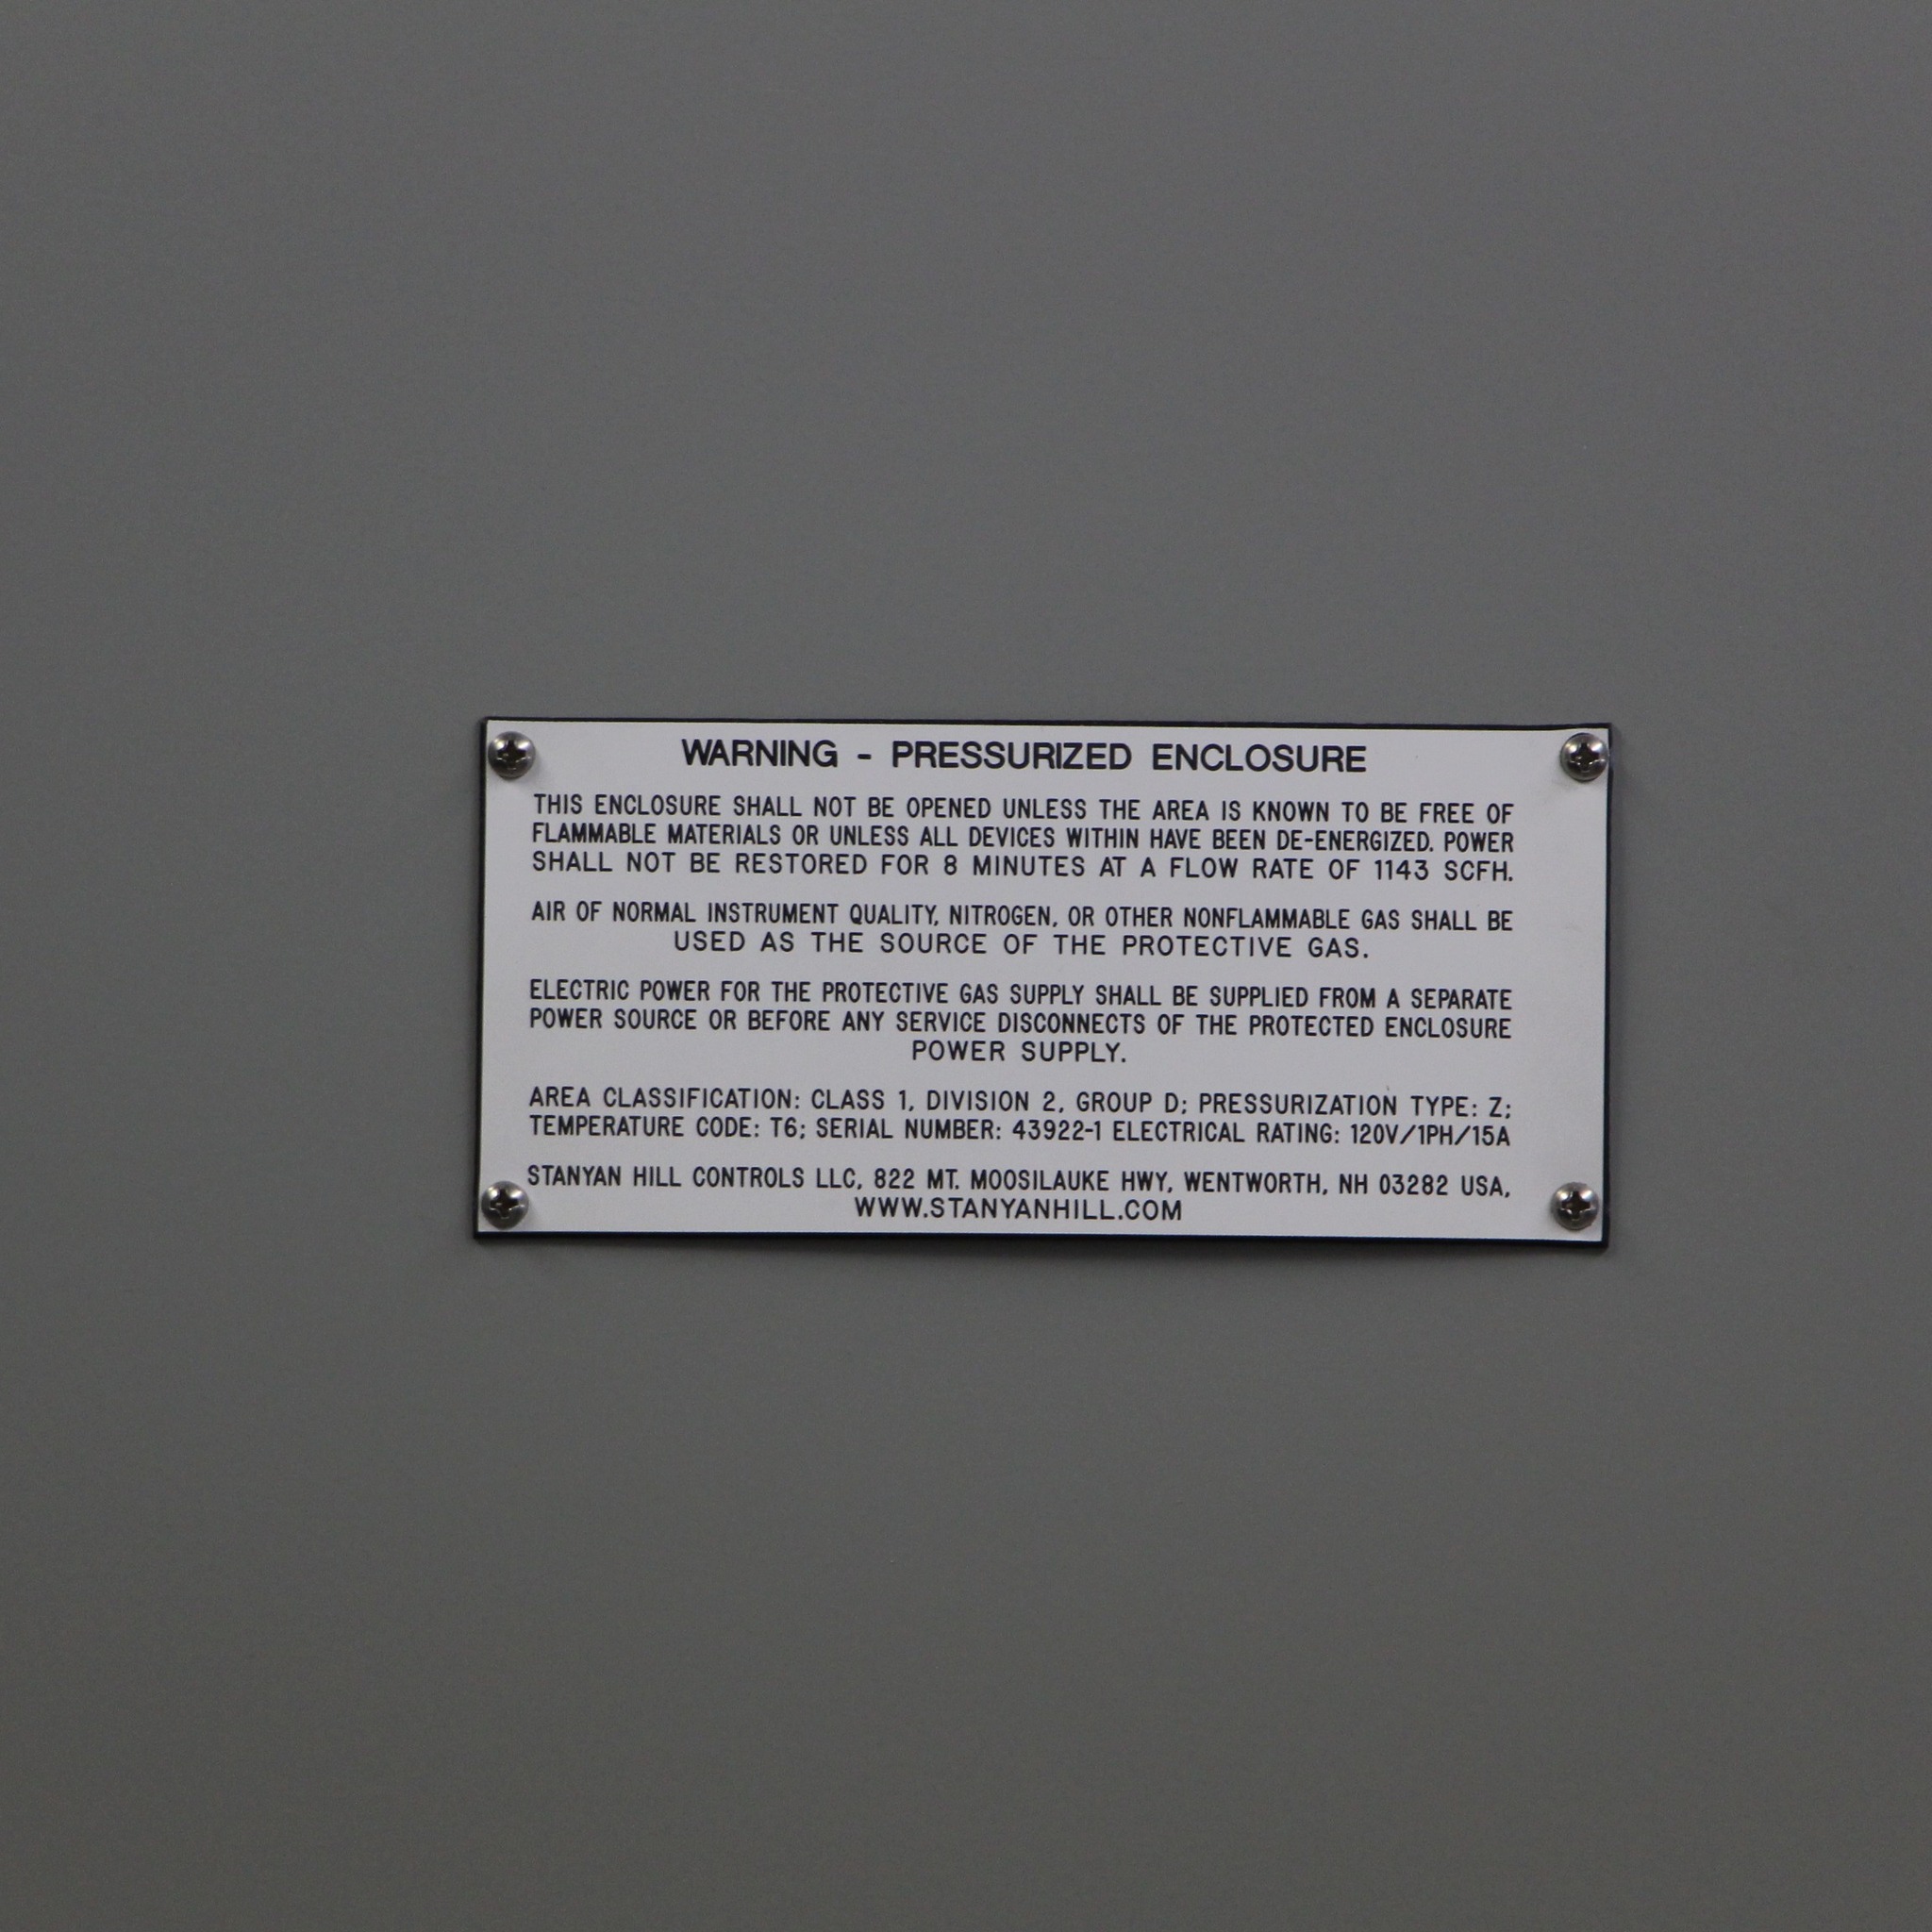 WARNING - PRESSURIZED ENCLOSURE
THIS ENCLOSURE SHALL NOT BE OPENED UNLESS THE AREA IS KNOWN TO BE FREE OF
FLAMMABLE MATERIALS OR UNLESS ALL DEVICES WITHIN HAVE BEEN DE-ENERGIZED. POWER
SHALL NOT BE RESTORED FOR 8 MINUTES AT A FLOW RATE OF 1143 SCFH.
AIR OF NORMAL INSTRUMENT QUALITY, NITROGEN, OR OTHER NONFLAMMABLE GAS SHALL BE
USED AS THE SOURCE OF THE PROTECTIVE GAS.
ELECTRIC POWER FOR THE PROTECTIVE GAS SUPPLY SHALL BE SUPPLIED FROM A SEPARATE
POWER SOURCE OR BEFORE ANY SERVICE DISCONNECTS OF THE PROTECTED ENCLOSURE
POWER SUPPLY.
AREA CLASSIFICATION: CLASS 1, DIVISION 2, GROUP D; PRESSURIZATION TYPE: Z;
TEMPERATURE CODE: T6; SERIAL NUMBER: 43922-1 ELECTRICAL RATING: 120V/1PH/15A
STANYAN HILL CONTROLS LLC, 822 MT. MOOSILAUKE HWY, WENTWORTH, NH 03282 USA,
WWW.STANYANHILL.COM